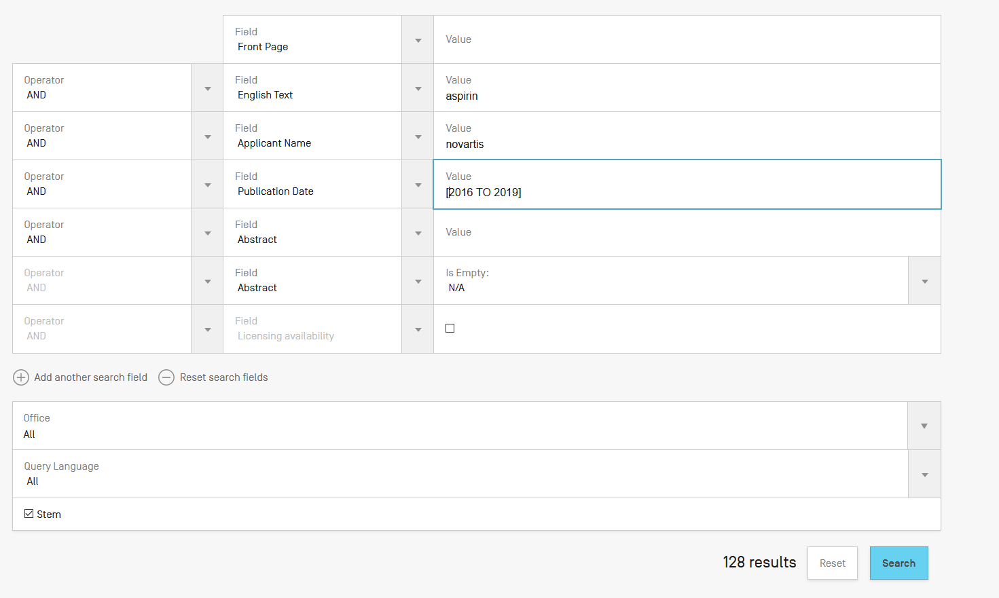 Field
Front Page
Value
Operator
AND
Field
English Text
Value
aspirin
Operator
AND
Field
Applicant Name
Value
novartis
Operator
AND
Field
Publication Date
Value
[2016 TO 2019]
Operator
AND
Field
Abstract
Value
Operator
AND
Field
Abstract
Is Empty:
N/A
Operator
AND
Field
Licensing availability
Add another search field
Reset search fields
Office
All
Query Language
All
Stem
128 results
Reset
Search